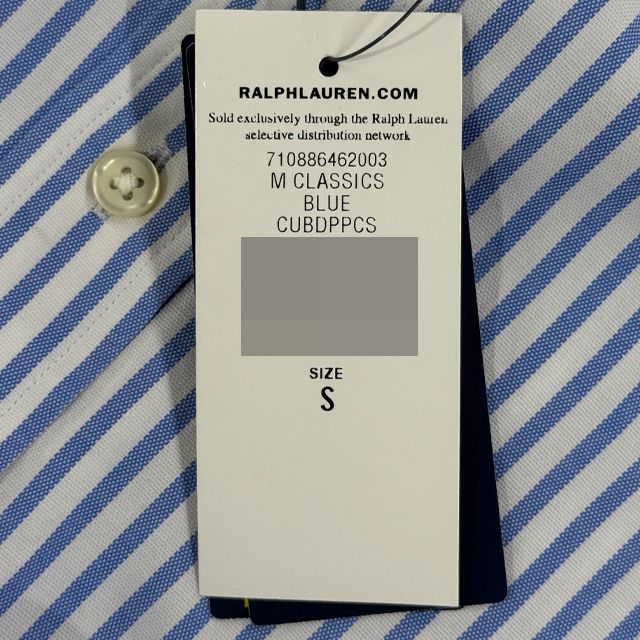 RALPHLAUREN.COM
Sold exclusively through the Ralph Lauren
selective distribution network
710886462003
M CLASSICS
BLUE
CUBDPPCS
SIZE
S